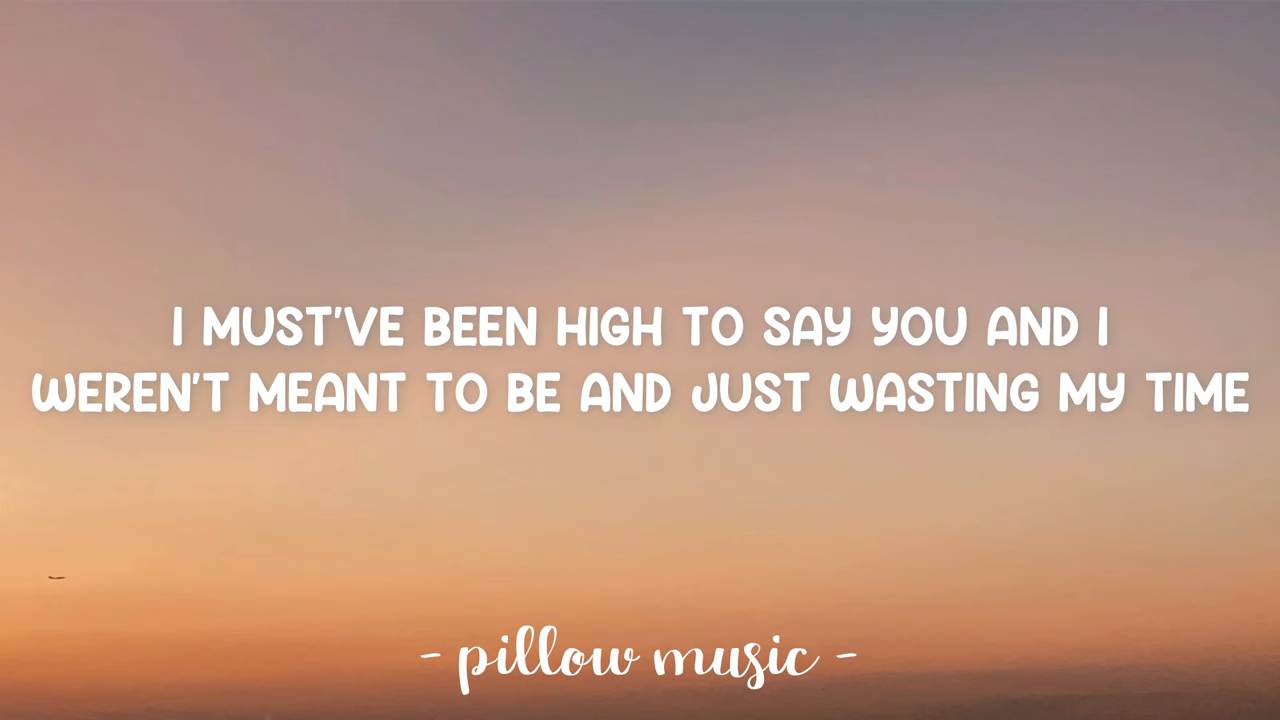 I MUST'VE BEEN HIGH TO SAY YOU AND I
WEREN'T MEANT TO BE AND JUST WASTING MY TIME
- pillow music -